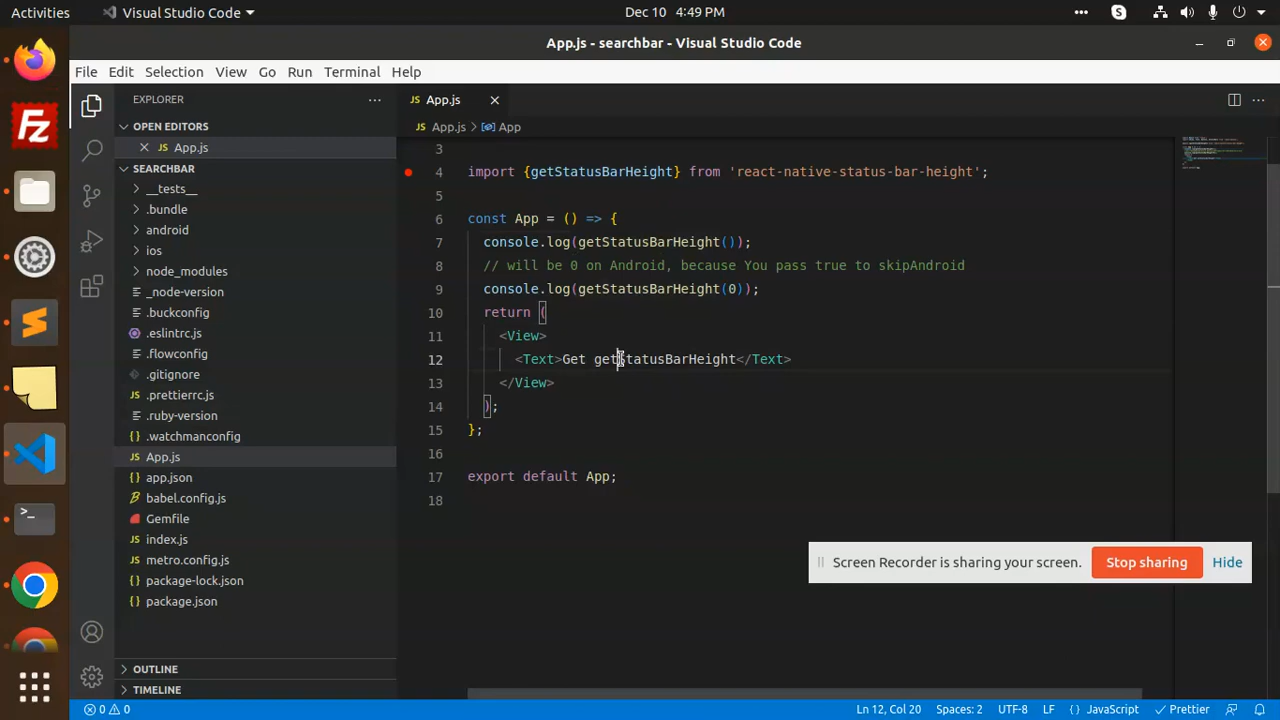 Activities
Visual Studio Code
Dec 10 4:49 PM
App.js - searchbar - Visual Studio Code
File Edit Selection View Go Run Terminal Help
EXPLORER
OPEN EDITORS
JS App.js
SEARCHBAR
__tests__
.bundle
android
ios
node_modules
_node-version
.buckconfig
.eslintrc.js
.flowconfig
.gitignore
.prettierrc.js
.ruby-version
{} .watchmanconfig
JS App.js
{} app.json
babel.config.js
Gemfile
JS index.js
JS metro.config.js
{} package-lock.json
{} package.json
OUTLINE
TIMELINE
JS App.js
JS App.js > App
3
4 import {getStatusBarHeight} from 'react-native-status-bar-height';
5
6 const App = () => {
7 console.log(getStatusBarHeight());
8 // will be 0 on Android, because You pass true to skipAndroid
9 console.log(getStatusBarHeight(0));
10 return (
11 <View>
12 <Text>Get getStatusBarHeight</Text>
13 </View>
14 );
15 };
16
17 export default App;
18
Screen Recorder is sharing your screen. Stop sharing Hide
0 0 Ln 12, Col 20 Spaces: 2 UTF-8 LF {} JavaScript Prettier